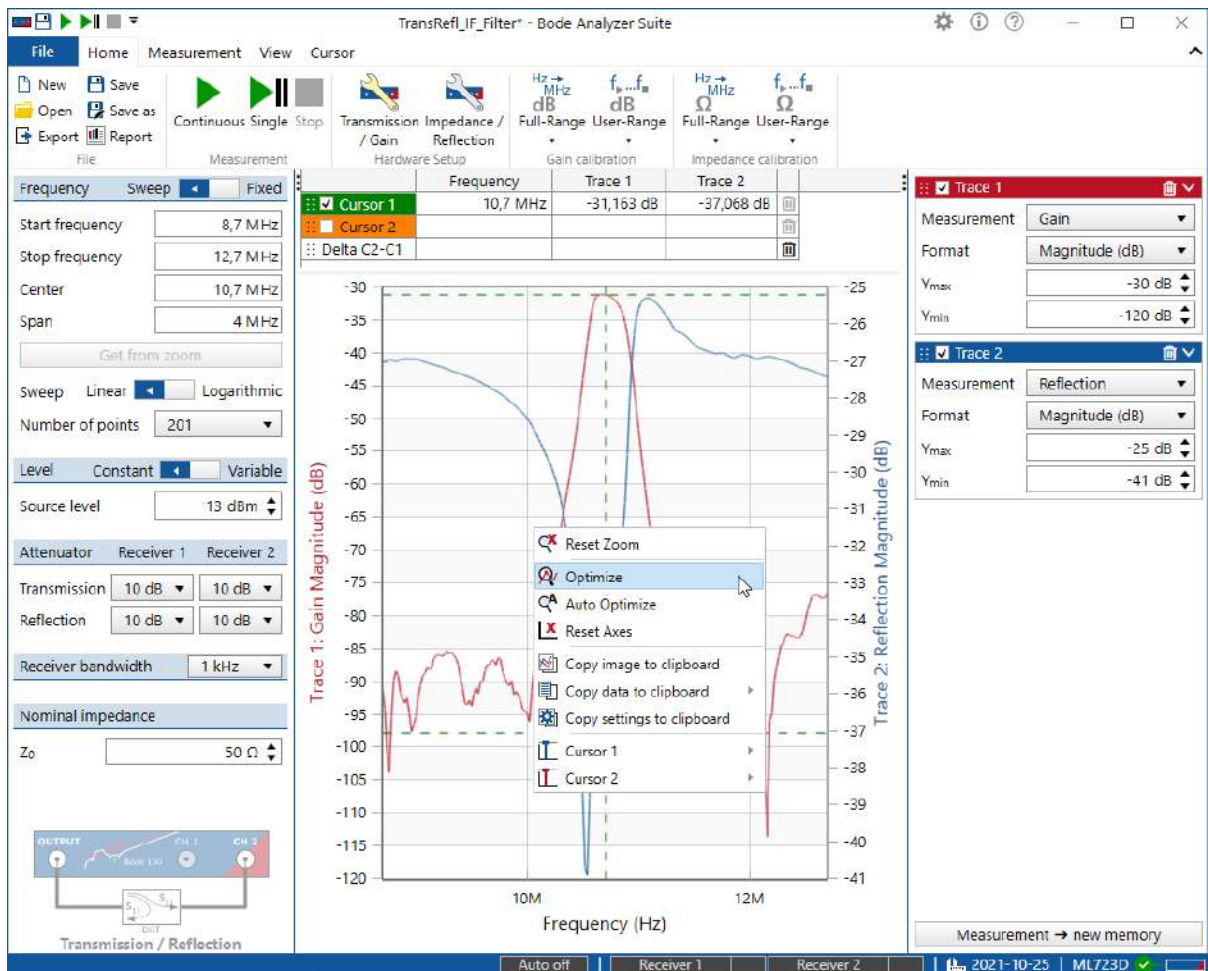 TransRefl_IF_Filter* - Bode Analyzer Suite
File Home Measurement View Cursor
New Save
Open Save as
Export Report
File
Continuous Single Stop
Measurement
Transmission / Gain
Impedance / Reflection
Hardware Setup
Hz → MHz dB
Full-Range
f...f dB
User-Range
Gain calibration
Hz → MHz Ω
Full-Range
f...f Ω
User-Range
Impedance calibration
Frequency Sweep Fixed
Start frequency 8,7 MHz
Stop frequency 12,7 MHz
Center 10,7 MHz
Span 4 MHz
Get from zoom
Sweep Linear Logarithmic
Number of points 201
Level Constant Variable
Source level 13 dBm
Attenuator Receiver 1 Receiver 2
Transmission 10 dB 10 dB
Reflection 10 dB 10 dB
Receiver bandwidth 1 kHz
Nominal impedance
Z0 50 Ω
OUTPUT CH 1 CH 2
Bode 100
S11 S21
DUT
Transmission / Reflection
Frequency Trace 1 Trace 2
Cursor 1 10,7 MHz -31,163 dB -37,068 dB
Cursor 2
Delta C2-C1
Trace 1: Gain Magnitude (dB)
-30
-35
-40
-45
-50
-55
-60
-65
-70
-75
-80
-85
-90
-95
-100
-105
-110
-115
-120
Reset Zoom
Optimize
Auto Optimize
Reset Axes
Copy image to clipboard
Copy data to clipboard
Copy settings to clipboard
Cursor 1
Cursor 2
-25
-26
-27
-28
-29
-30
-31
-32
-33
-34
-35
-36
-37
-38
-39
-40
-41
Trace 2: Reflection Magnitude (dB)
10M 12M
Frequency (Hz)
Trace 1
Measurement Gain
Format Magnitude (dB)
Ymax -30 dB
Ymin -120 dB
Trace 2
Measurement Reflection
Format Magnitude (dB)
Ymax -25 dB
Ymin -41 dB
Measurement → new memory
Auto off Receiver 1 Receiver 2 2021-10-25 ML723D